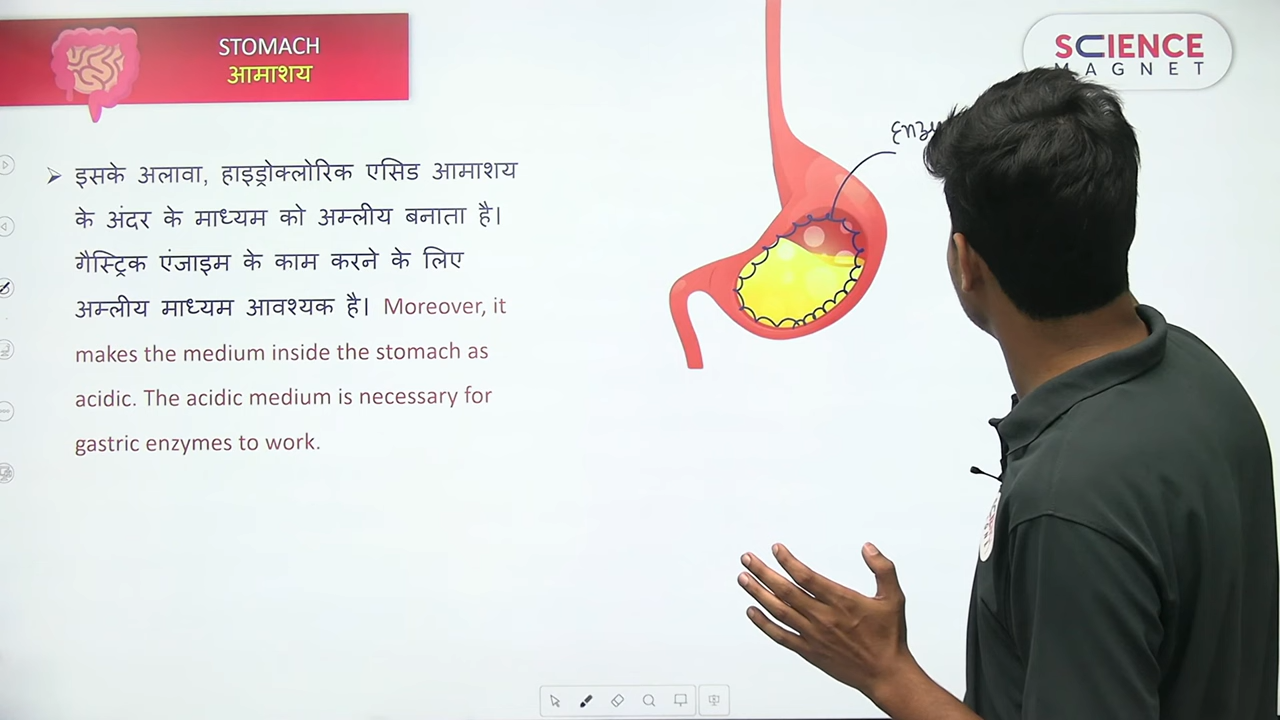 STOMACH
आमाशय
SCIENCE
MAGNET
➢ इसके अलावा, हाइड्रोक्लोरिक एसिड आमाशय
के अंदर के माध्यम को अम्लीय बनाता है।
गैस्ट्रिक एंजाइम के काम करने के लिए
अम्लीय माध्यम आवश्यक है। Moreover, it
makes the medium inside the stomach as
acidic. The acidic medium is necessary for
gastric enzymes to work.